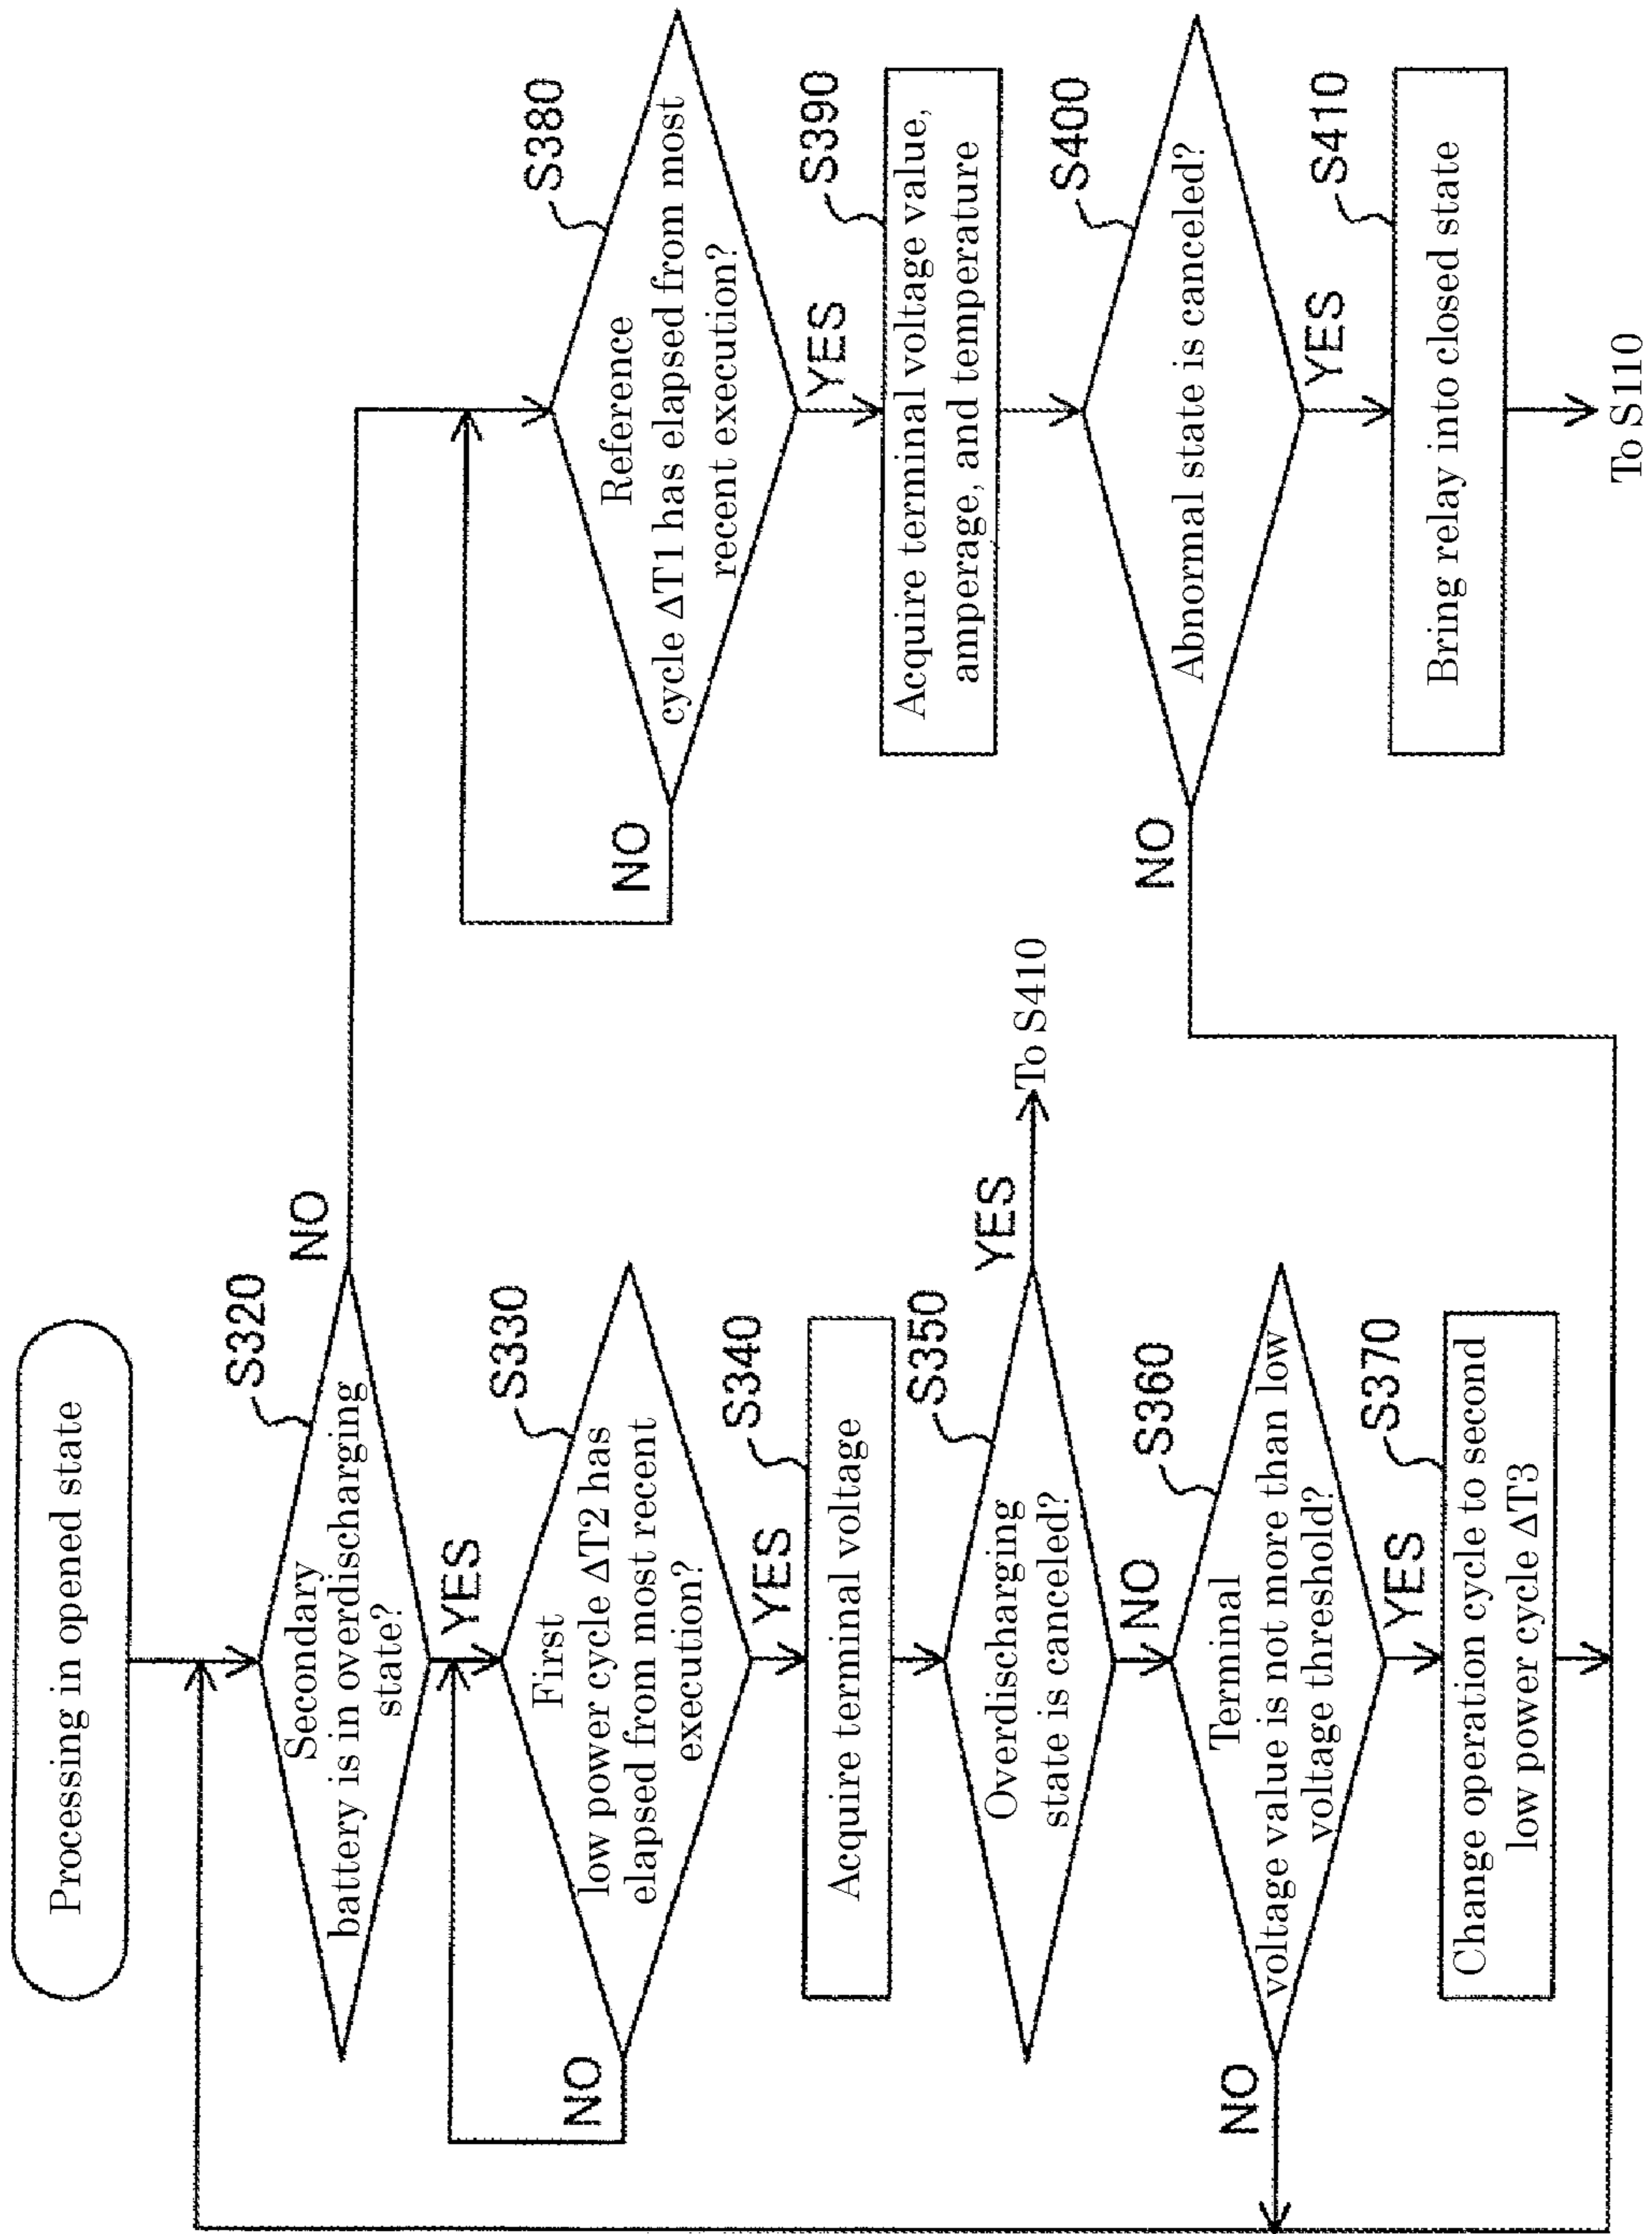 Processing in opened state
S320
Secondary
battery is in overdischarging
state?
NO
YES
S330
First
low power cycle ΔT2 has
elapsed from most recent
execution?
NO
YES
S340
Acquire terminal voltage
S350
Overdischarging
state is canceled?
YES
To S410
NO
S360
Terminal
voltage value is not more than low
voltage threshold?
NO
YES
S370
Change operation cycle to second
low power cycle ΔT3
S380
Reference
cycle ΔT1 has elapsed from most
recent execution?
NO
YES
S390
Acquire terminal voltage value,
amperage, and temperature
S400
Abnormal state is canceled?
NO
YES
S410
Bring relay into closed state
To S110